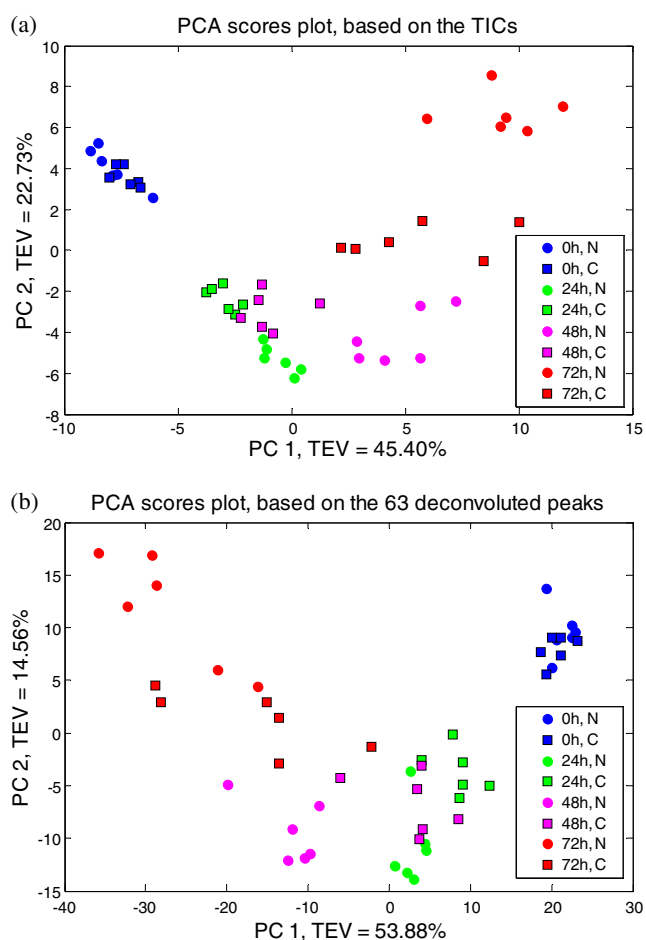 (a)
PCA scores plot, based on the TICs
10
8
6
4
2
0
-2
-4
-6
-8
PC 2, TEV = 22.73%
0h, N
0h, C
24h, N
24h, C
48h, N
48h, C
72h, N
72h, C
-10
-5
0
5
10
15
PC 1, TEV = 45.40%
(b)
PCA scores plot, based on the 63 deconvoluted peaks
20
15
10
5
0
-5
-10
-15
PC 2, TEV = 14.56%
0h, N
0h, C
24h, N
24h, C
48h, N
48h, C
72h, N
72h, C
-40
-30
-20
-10
0
10
20
30
PC 1, TEV = 53.88%